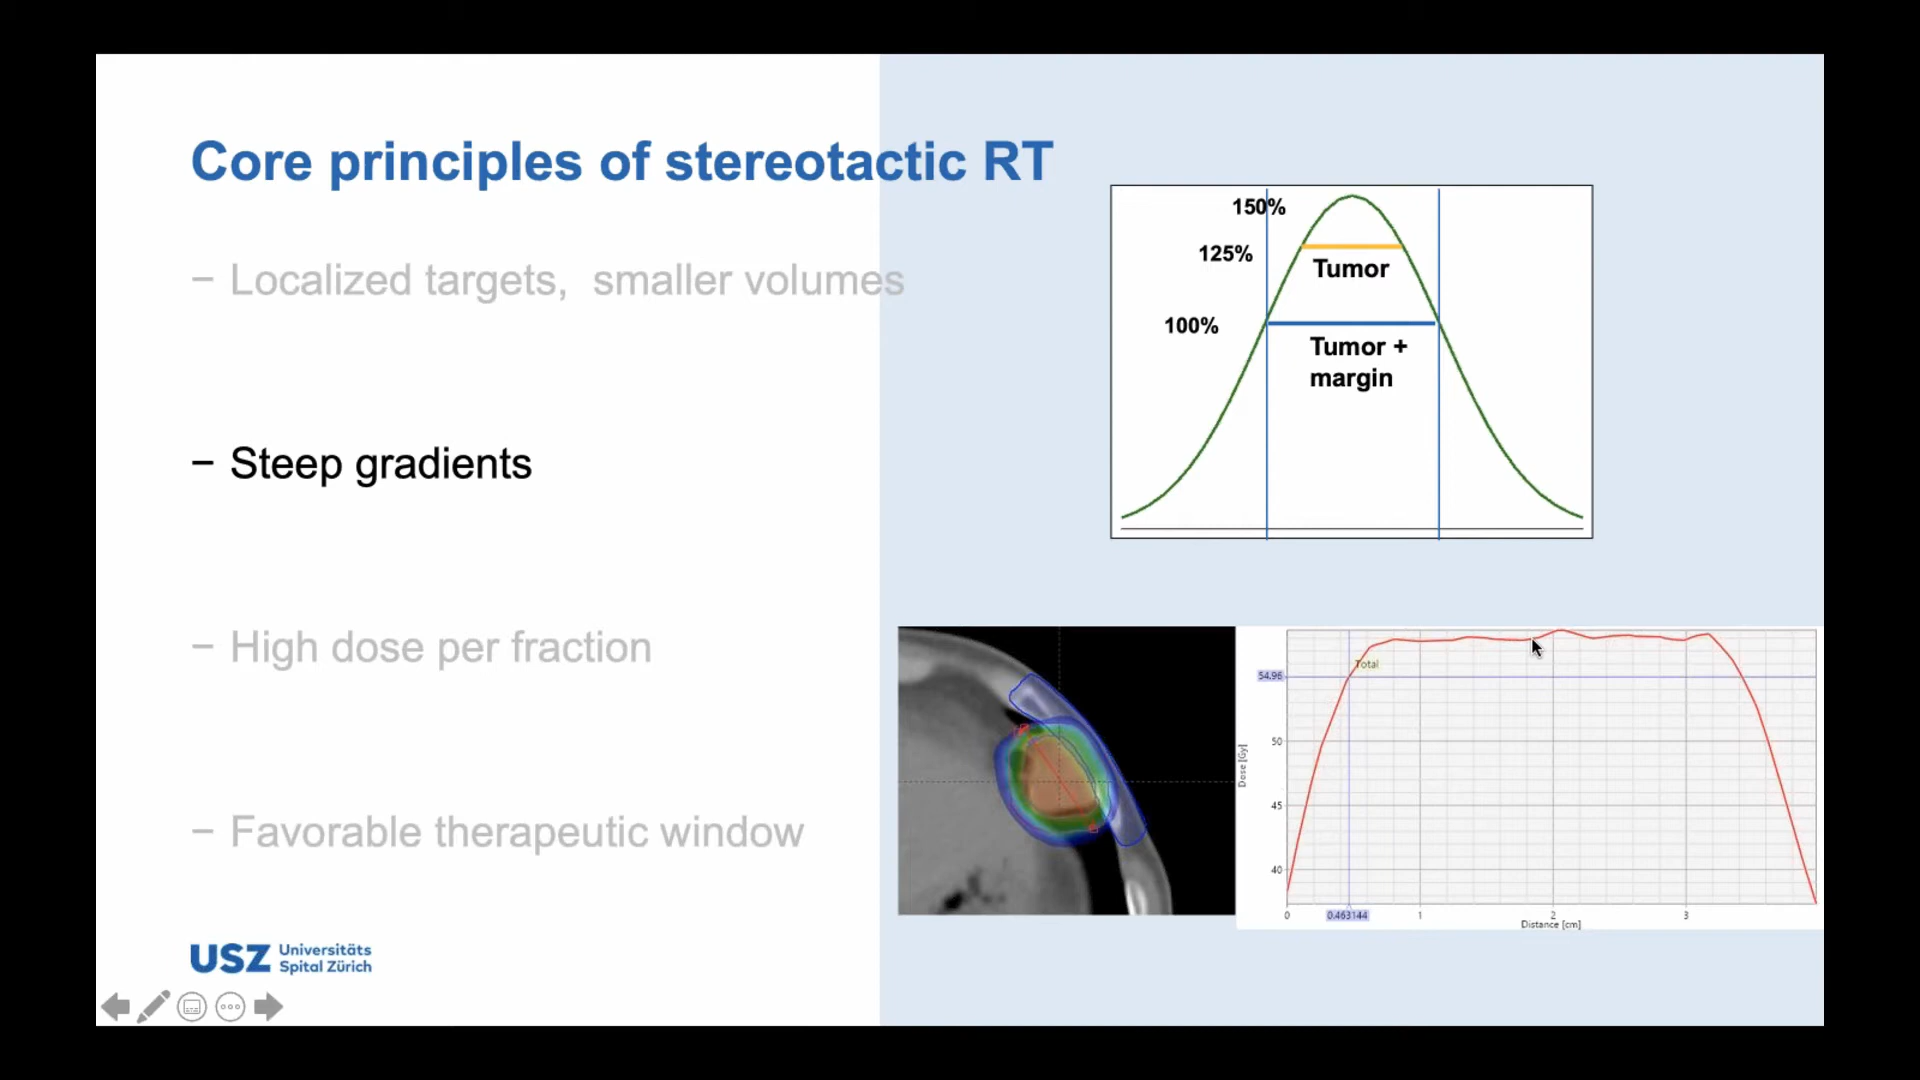 Core principles of stereotactic RT
− Localized targets, smaller volumes
− Steep gradients
− High dose per fraction
− Favorable therapeutic window
150%
125%
Tumor
100%
Tumor +
margin
Total
54.96
50
45
40
Dose [Gy]
0
0.463144
1
2
3
Distance [cm]
USZ Universitäts
Spital Zürich